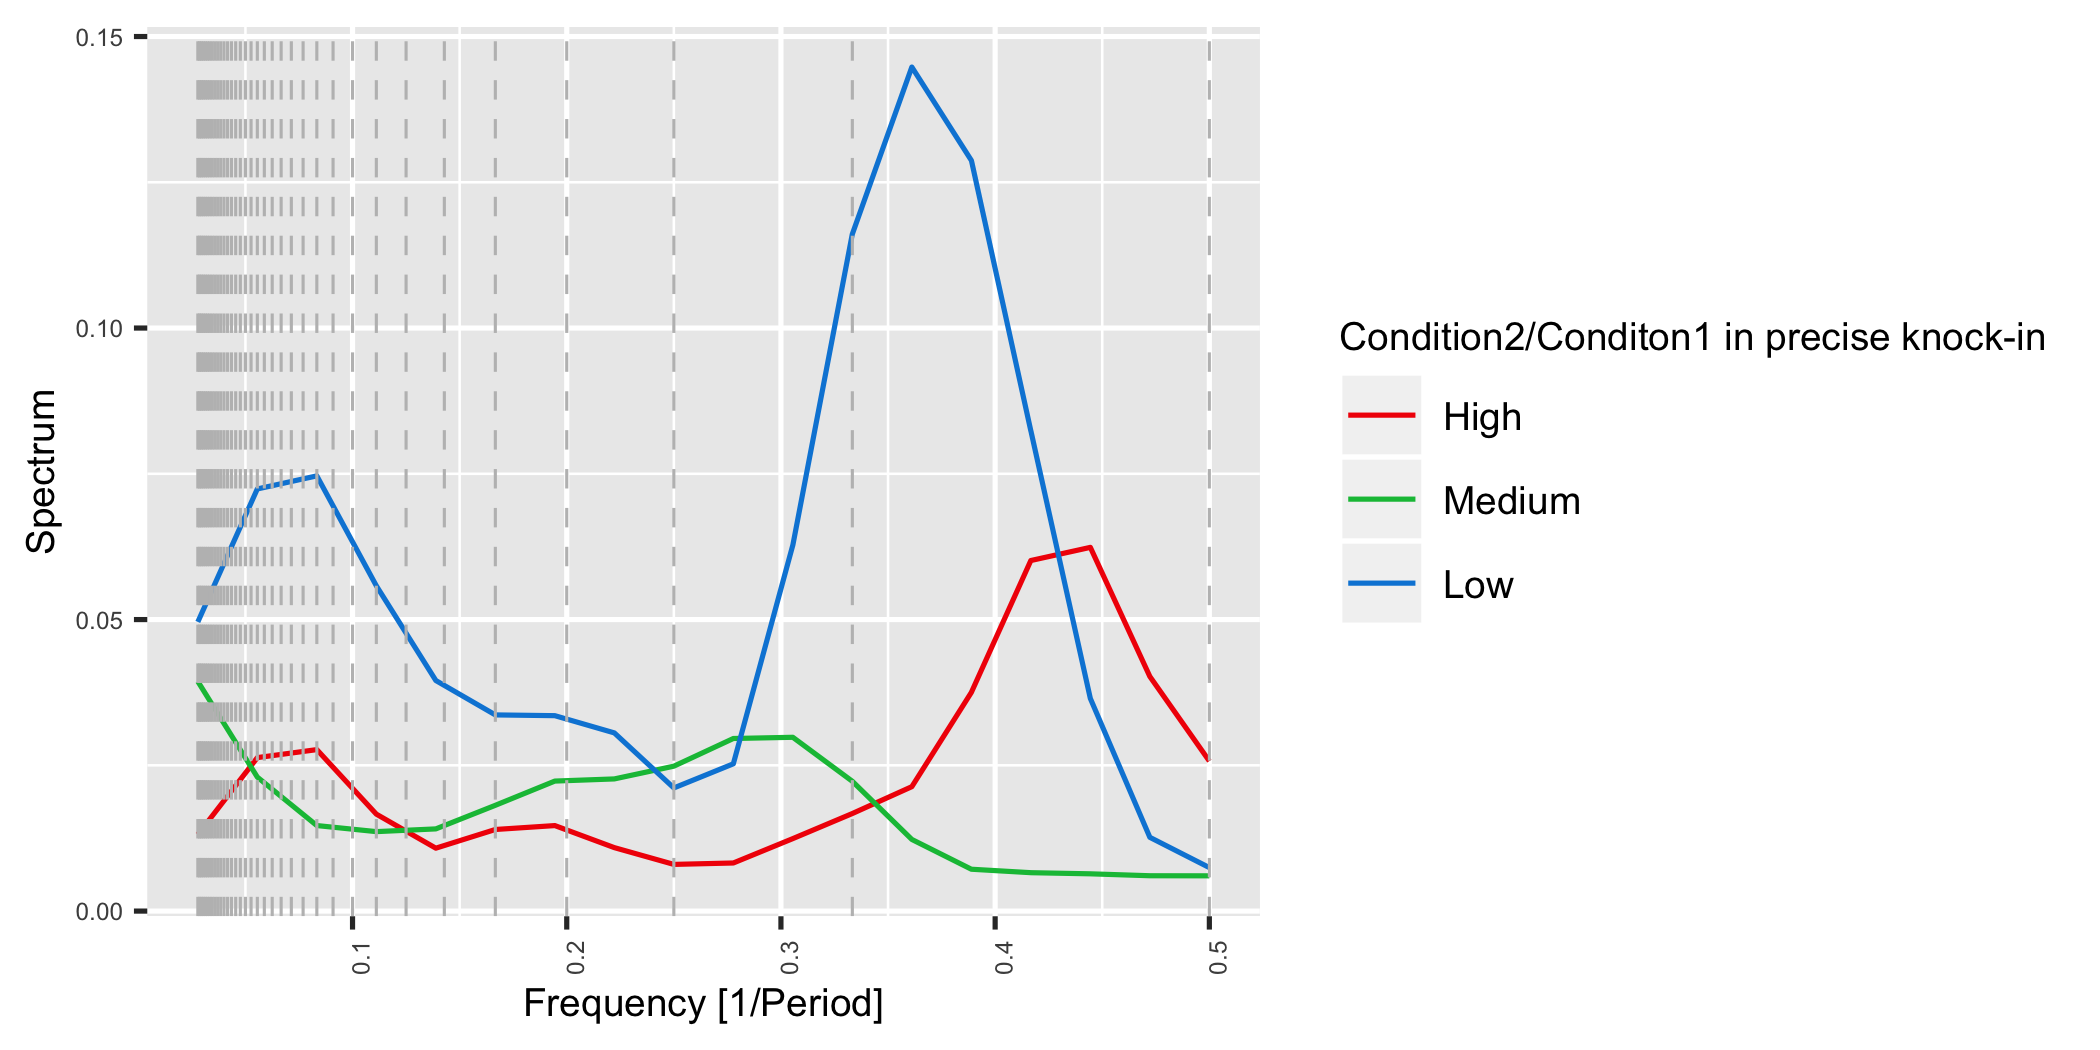 0.15
0.10
0.05
0.00
Spectrum
0.1
0.2
0.3
0.4
0.5
Frequency [1/Period]
Condition2/Conditon1 in precise knock-in
High
Medium
Low